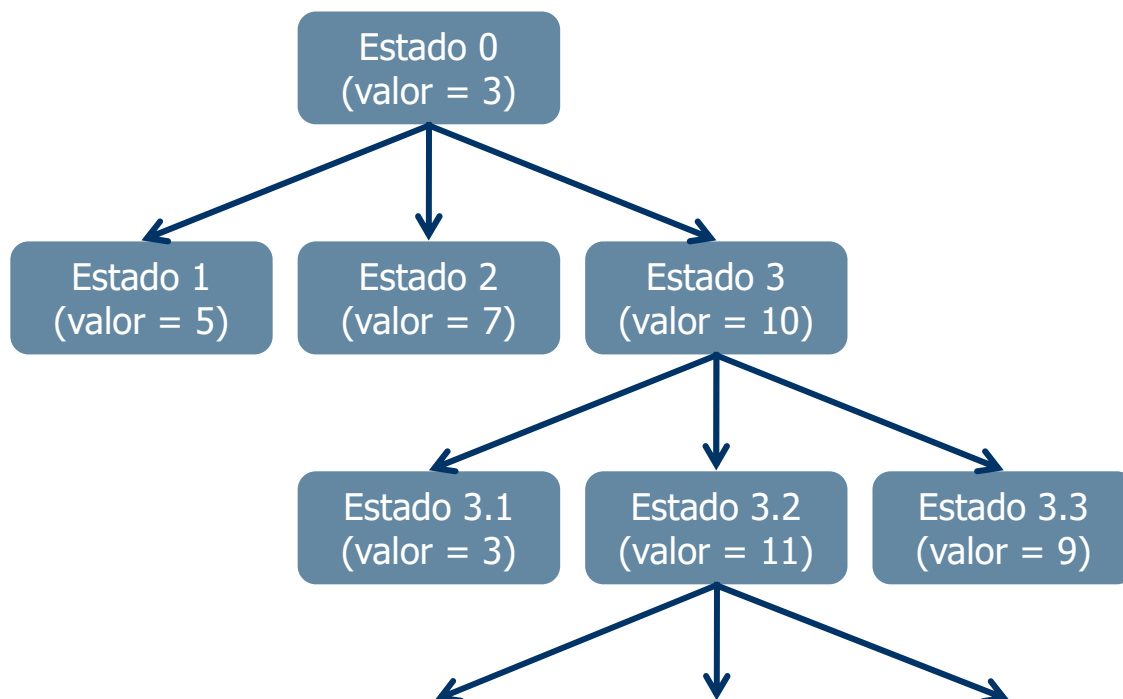 Estado 0
(valor = 3)
Estado 1
(valor = 5)
Estado 2
(valor = 7)
Estado 3
(valor = 10)
Estado 3.1
(valor = 3)
Estado 3.2
(valor = 11)
Estado 3.3
(valor = 9)